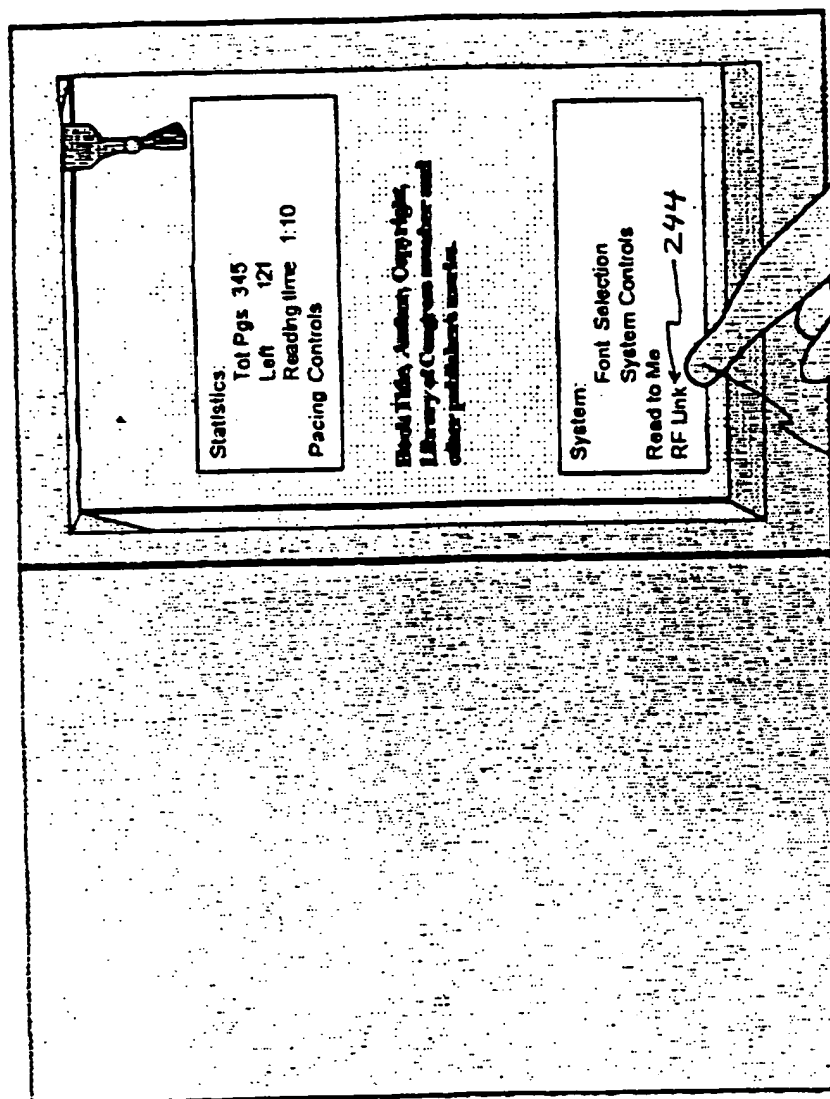 Statistics:
Tot Pgs 345
Left 121
Reading time 1:10
Pacing Controls
Book Title, Author, Copyright,
Library of Congress number and
other publisher's marks.
System:
Font Selection
System Controls
Read to Me
RF Link
244